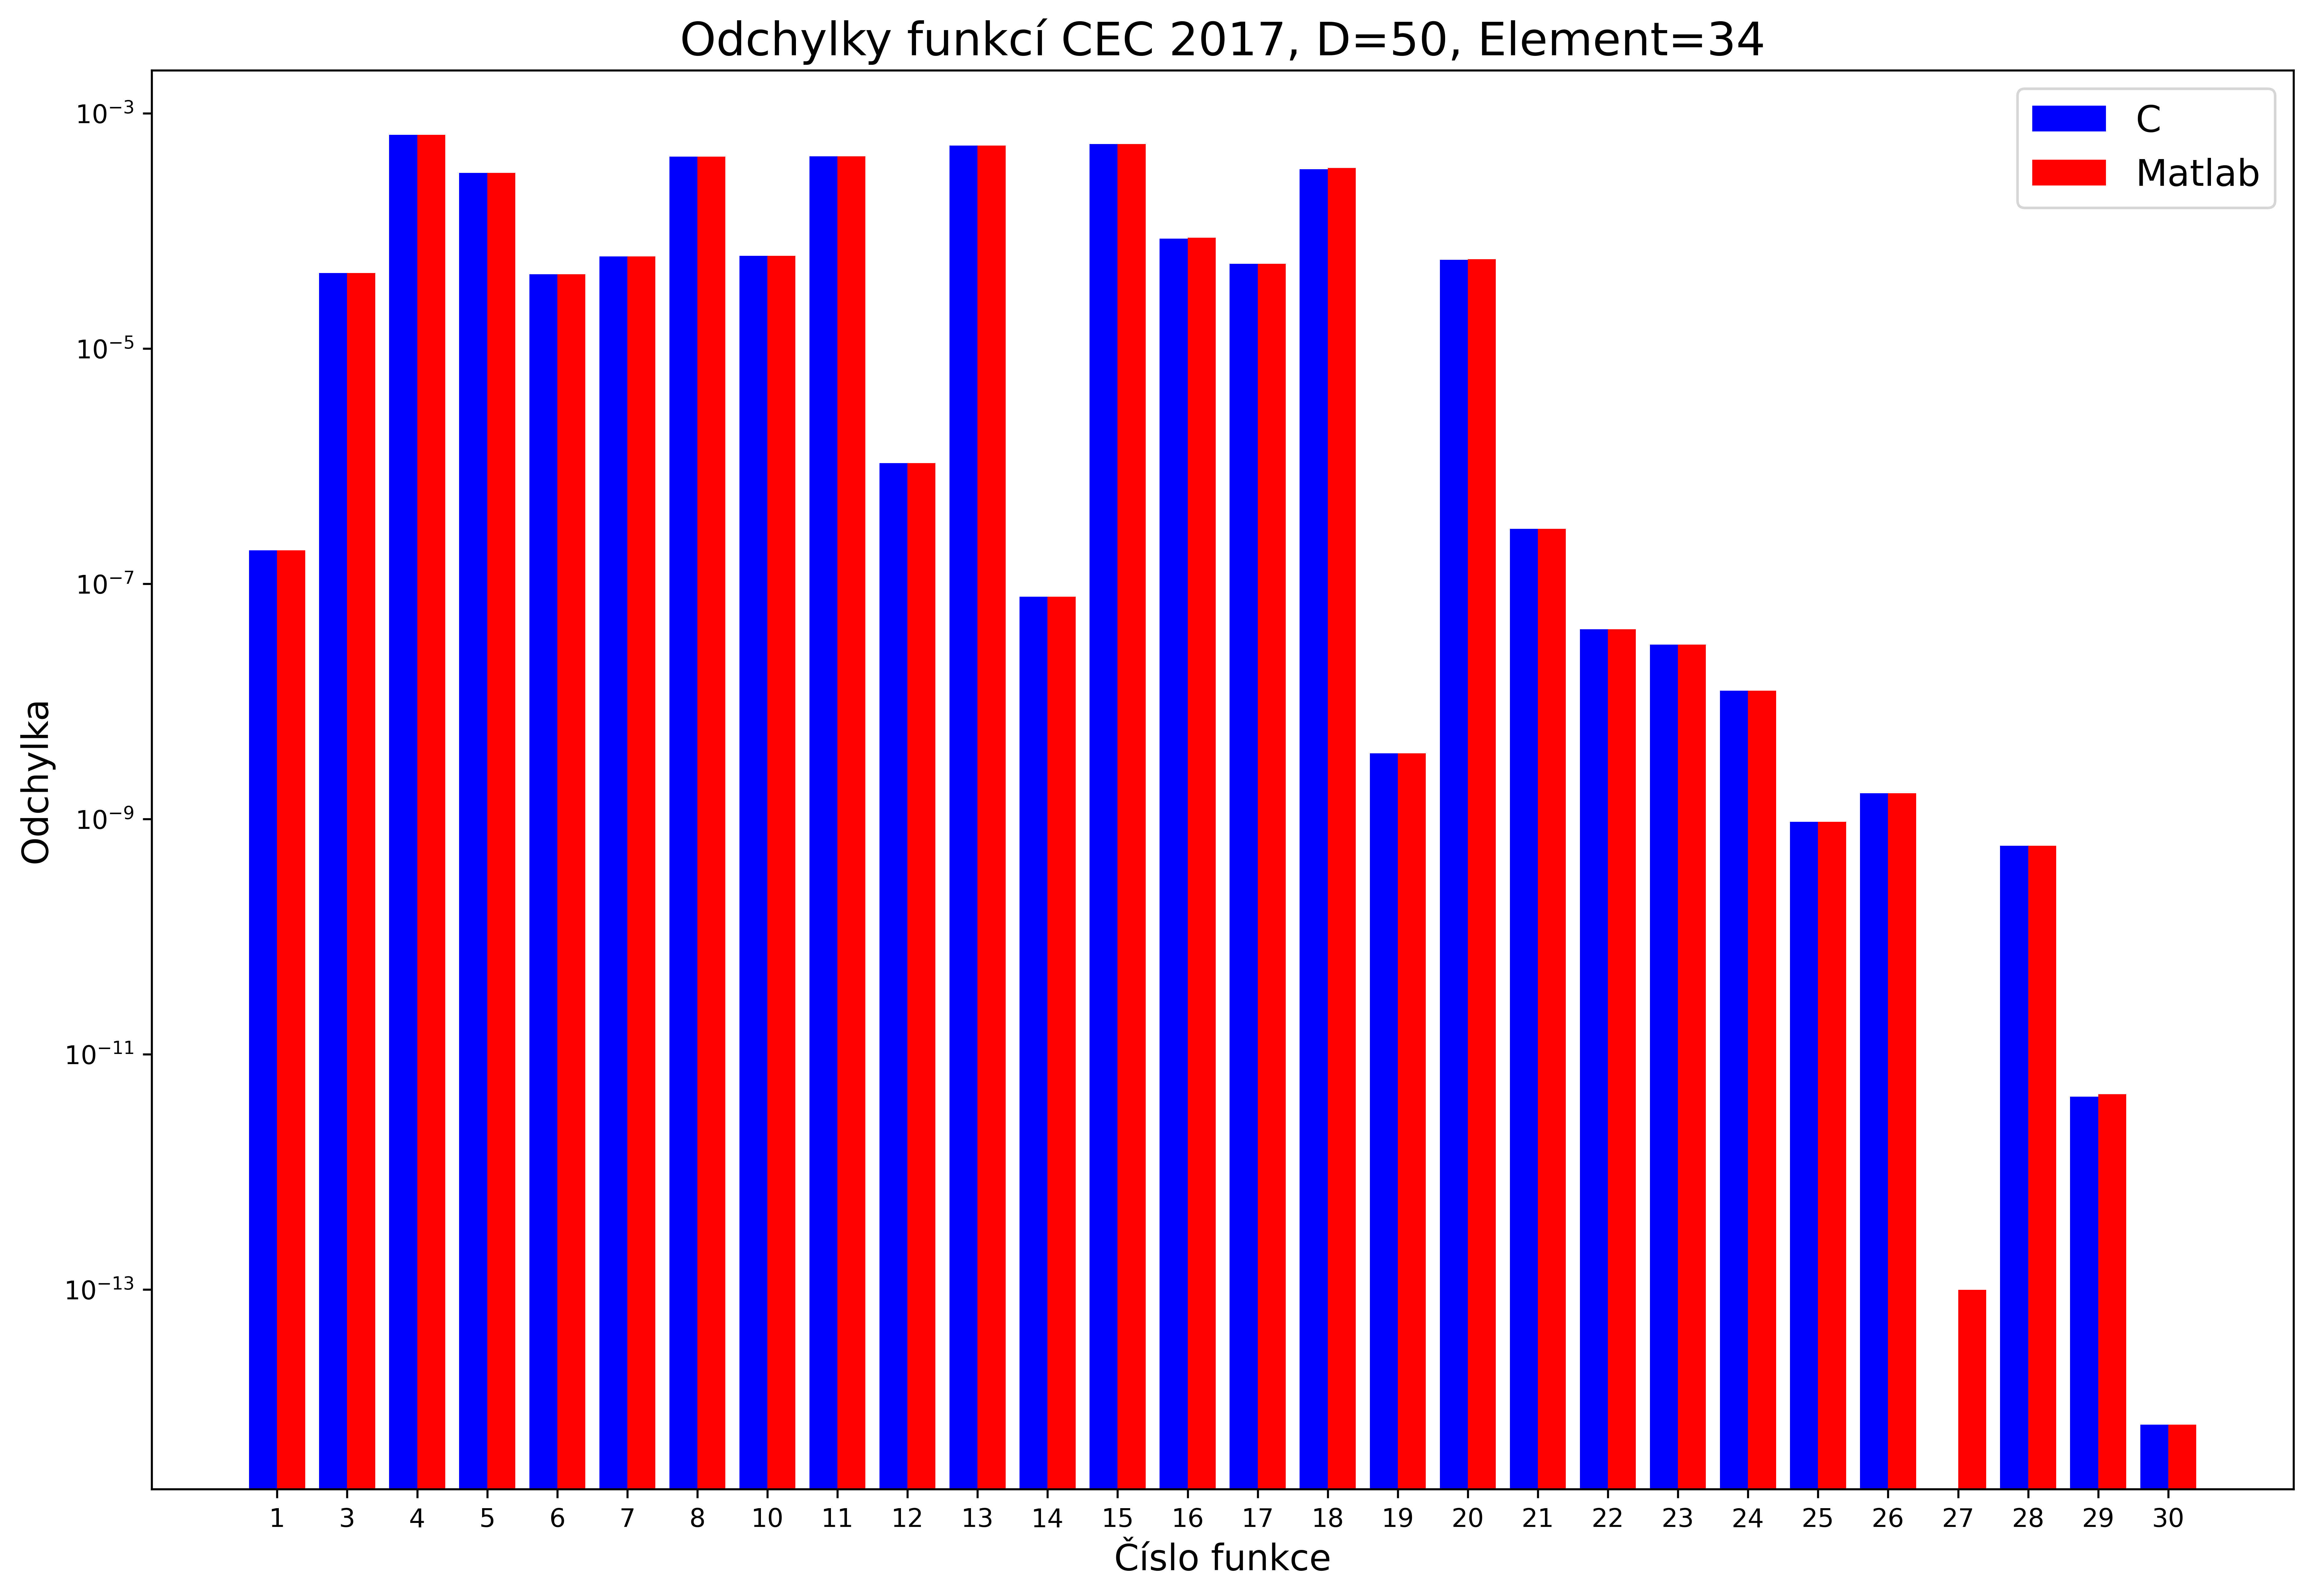 Odchylky funkcí CEC 2017, D=50, Element=34
C
Matlab
10⁻³
10⁻⁵
10⁻⁷
10⁻⁹
10⁻¹¹
10⁻¹³
Odchylka
1 3 4 5 6 7 8 10 11 12 13 14 15 16 17 18 19 20 21 22 23 24 25 26 27 28 29 30
Číslo funkce